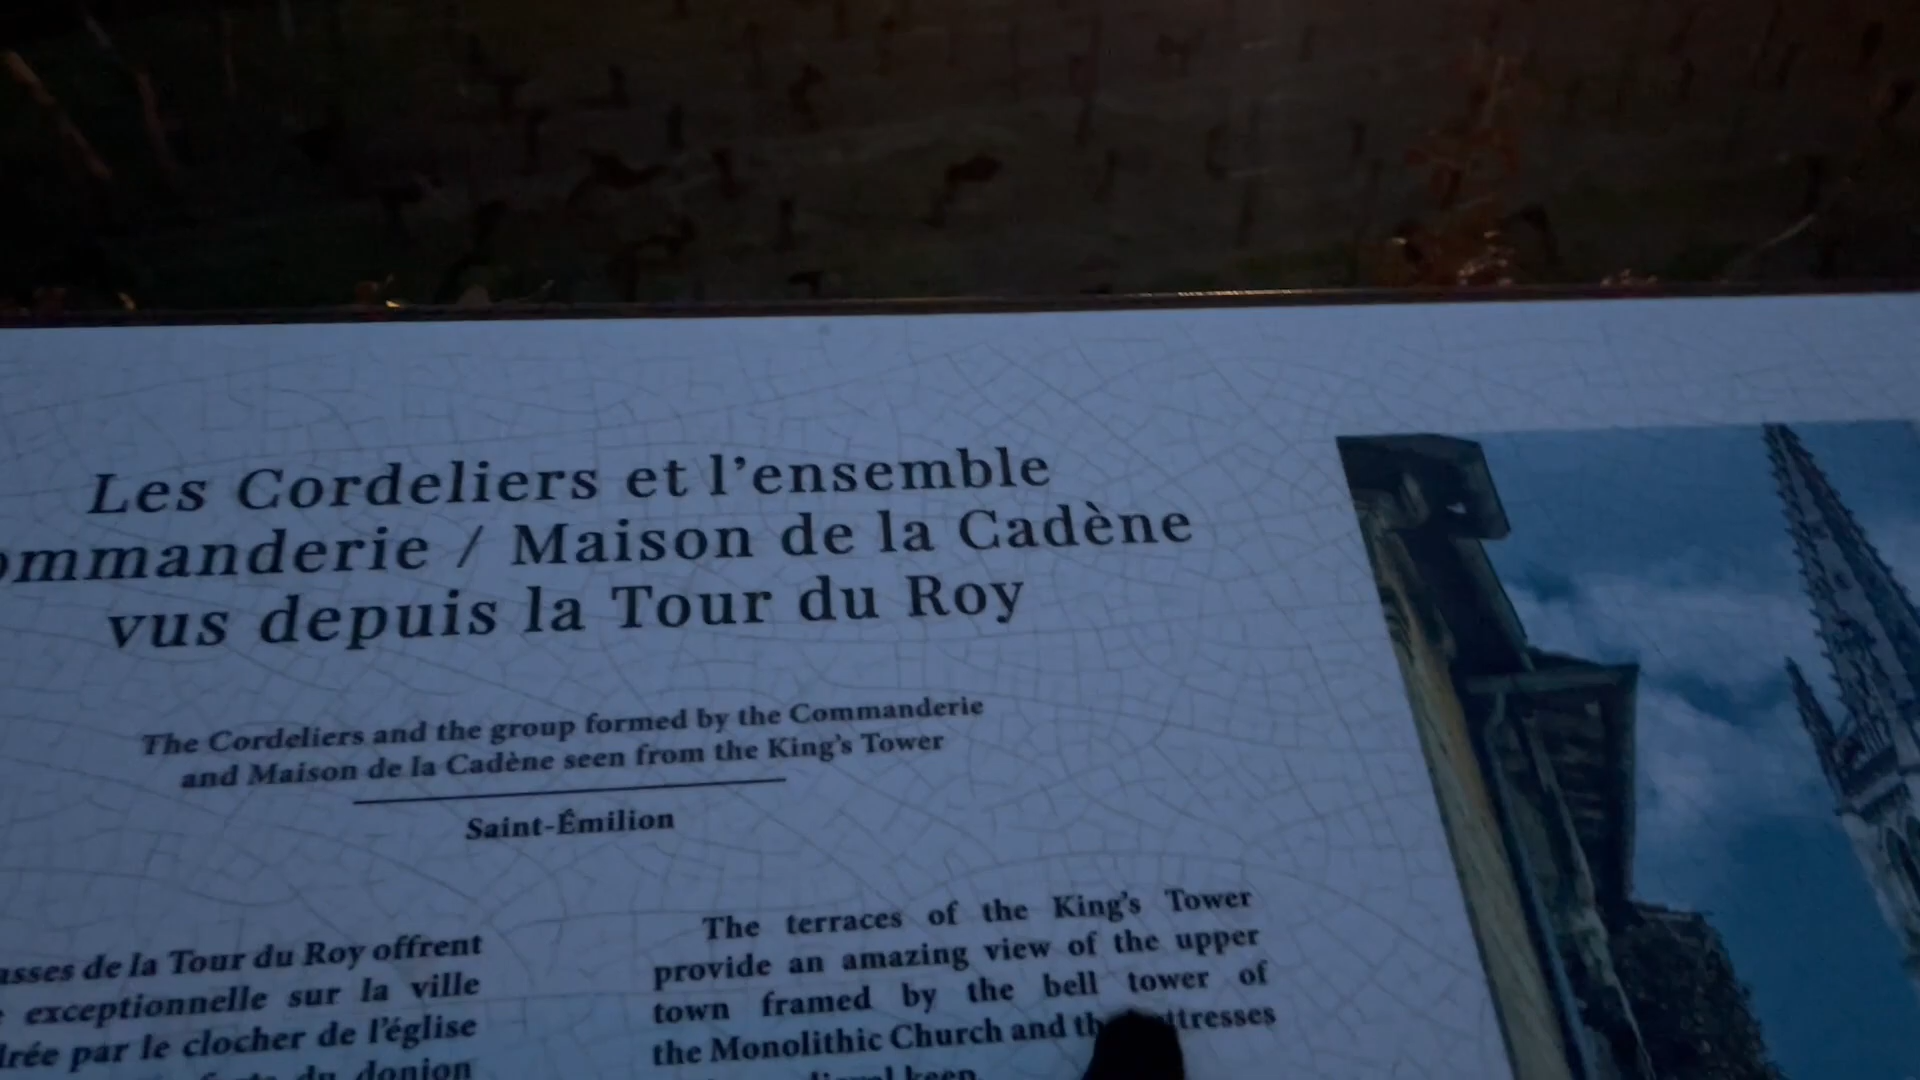 Les Cordeliers et l'ensemble
ommanderie / Maison de la Cadène
vus depuis la Tour du Roy
The Cordeliers and the group formed by the Commanderie
and Maison de la Cadène seen from the King's Tower
Saint-Émilion
asses de la Tour du Roy offrent
exceptionnelle sur la ville
drée par le clocher de l'église
du donjon
The terraces of the King's Tower
provide an amazing view of the upper
town framed by the bell tower of
the Monolithic Church and
keep.